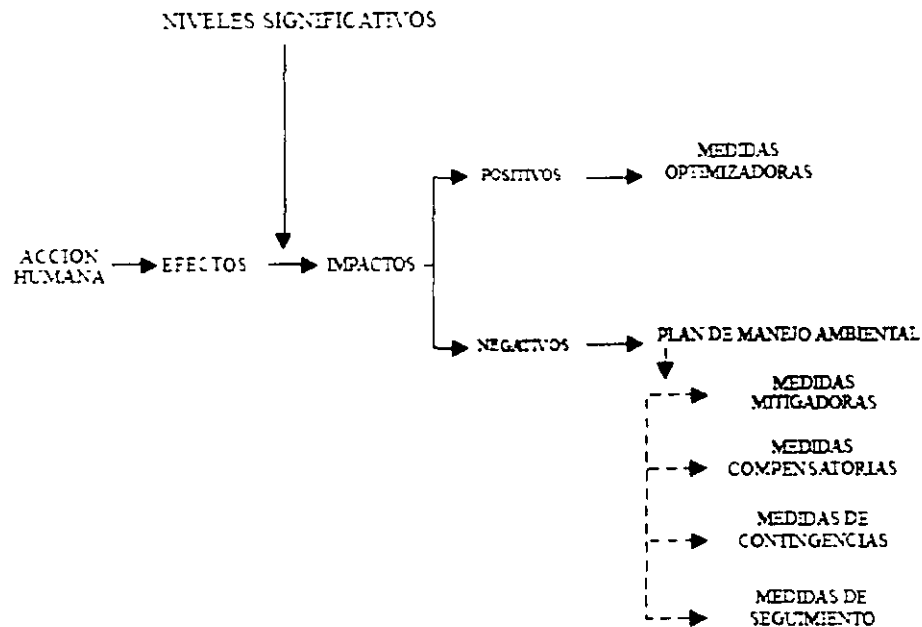 NIVELES SIGNIFICATIVOS
POSITIVOS
MEDIDAS
OPTIMIZADORAS
ACCION
HUMANA
EFECTOS
IMPACTOS
NEGATIVOS
PLAN DE MANEJO AMBIENTAL
MEDIDAS
MITIGADORAS
MEDIDAS
COMPENSATORIAS
MEDIDAS DE
CONTINGENCIAS
MEDIDAS DE
SEGUIMIENTO